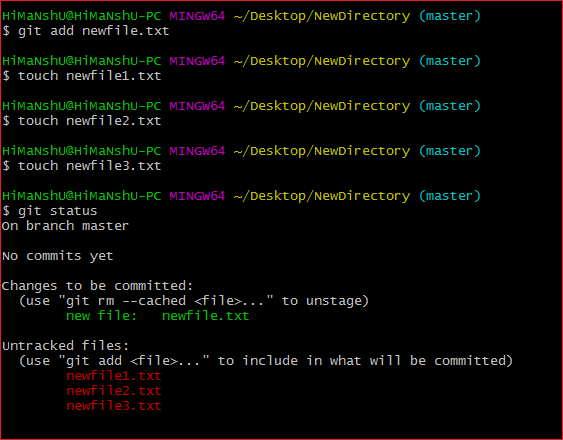 HiMaNshU@HiMaNshU-PC MINGW64 ~/Desktop/NewDirectory (master)
$ git add newfile.txt
HiMaNshU@HiMaNshU-PC MINGW64 ~/Desktop/NewDirectory (master)
$ touch newfile1.txt
HiMaNshU@HiMaNshU-PC MINGW64 ~/Desktop/NewDirectory (master)
$ touch newfile2.txt
HiMaNshU@HiMaNshU-PC MINGW64 ~/Desktop/NewDirectory (master)
$ touch newfile3.txt
HiMaNshU@HiMaNshU-PC MINGW64 ~/Desktop/NewDirectory (master)
$ git status
On branch master
No commits yet
Changes to be committed:
  (use "git rm --cached <file>..." to unstage)
        new file:   newfile.txt
Untracked files:
  (use "git add <file>..." to include in what will be committed)
        newfile1.txt
        newfile2.txt
        newfile3.txt